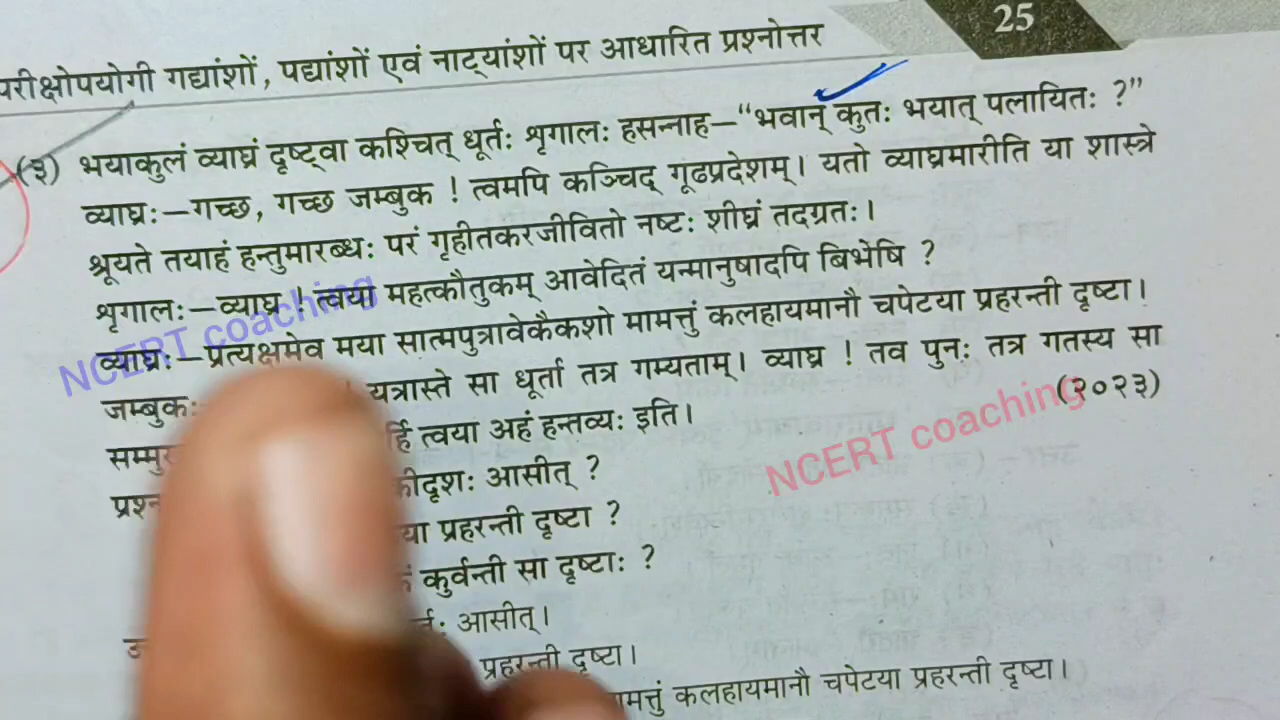 25
परीक्षोपयोगी गद्यांशों, पद्यांशों एवं नाट्यांशों पर आधारित प्रश्नोत्तर
(३) भयाकुलं व्याघ्रं दृष्ट्वा कश्चित् धूर्तः शृगालः हसन्नाह–“भवान् कुतः भयात् पलायितः ?”
व्याघ्रः–गच्छ, गच्छ जम्बुक ! त्वमपि कञ्चिद् गूढप्रदेशम्। यतो व्याघ्रमारीति या शास्त्रे
श्रूयते तयाहं हन्तुमारब्धः परं गृहीतकरजीवितो नष्टः शीघ्रं तदग्रतः।
शृगालः–व्याघ्र ! त्वया महत्कौतुकम् आवेदितं यन्मानुषादपि बिभेषि ?
व्याघ्रः–प्रत्यक्षमेव मया सात्मपुत्रावेकैकशो मामत्तुं कलहायमानौ चपेटया प्रहरन्ती दृष्टा।
जम्बुकः यत्रास्ते सा धूर्ता तत्र गम्यताम्। व्याघ्र ! तव पुनः तत्र गतस्य सा
त्वया अहं हन्तव्यः इति। (२०२३)
आसीत् ?
प्रहरन्ती दृष्टा ?
कुर्वन्ती सा दृष्टाः ?
आसीत्।
प्रहरन्ती दृष्टा।
कलहायमानौ चपेटया प्रहरन्ती दृष्टा।
NCERT coaching
NCERT coaching